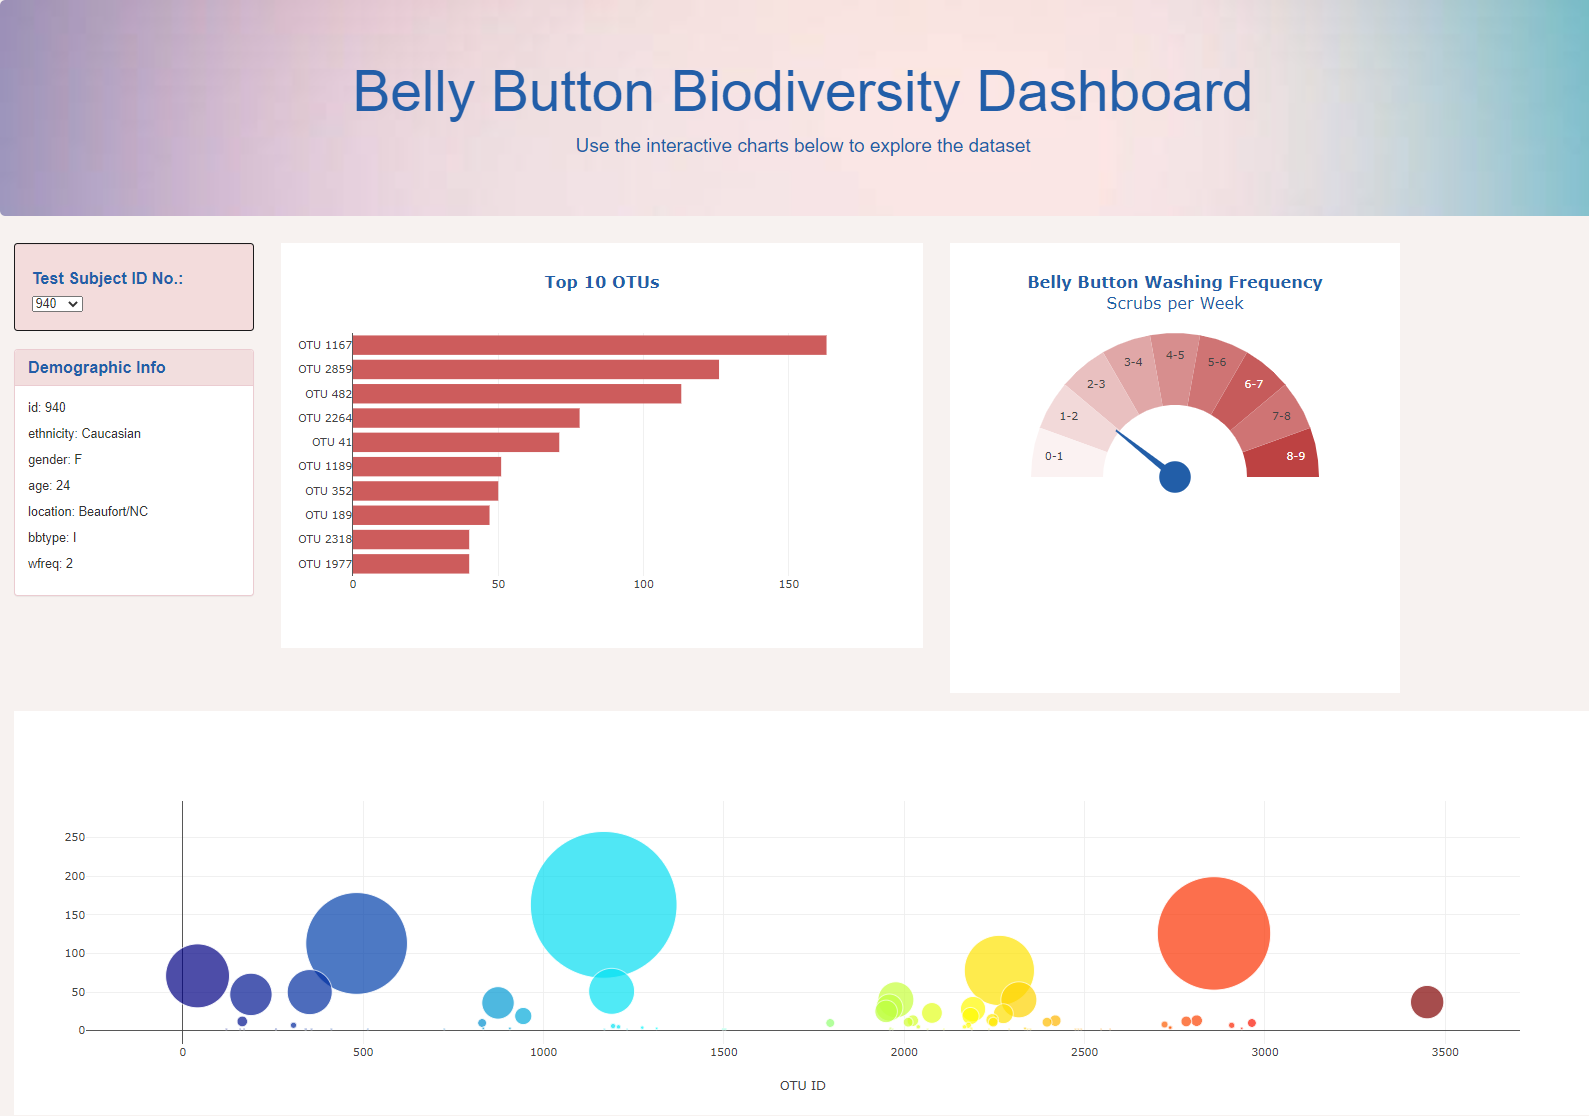 Belly Button Biodiversity Dashboard
Use the interactive charts below to explore the dataset
Test Subject ID No.:
940
Demographic Info
id: 940
ethnicity: Caucasian
gender: F
age: 24
location: Beaufort/NC
bbtype: I
wfreq: 2
Top 10 OTUs
OTU 1167
OTU 2859
OTU 482
OTU 2264
OTU 41
OTU 1189
OTU 352
OTU 189
OTU 2318
OTU 1977
0 50 100 150
Belly Button Washing Frequency
Scrubs per Week
0-1
1-2
2-3
3-4
4-5
5-6
6-7
7-8
8-9
250
200
150
100
50
0
0 500 1000 1500 2000 2500 3000 3500
OTU ID